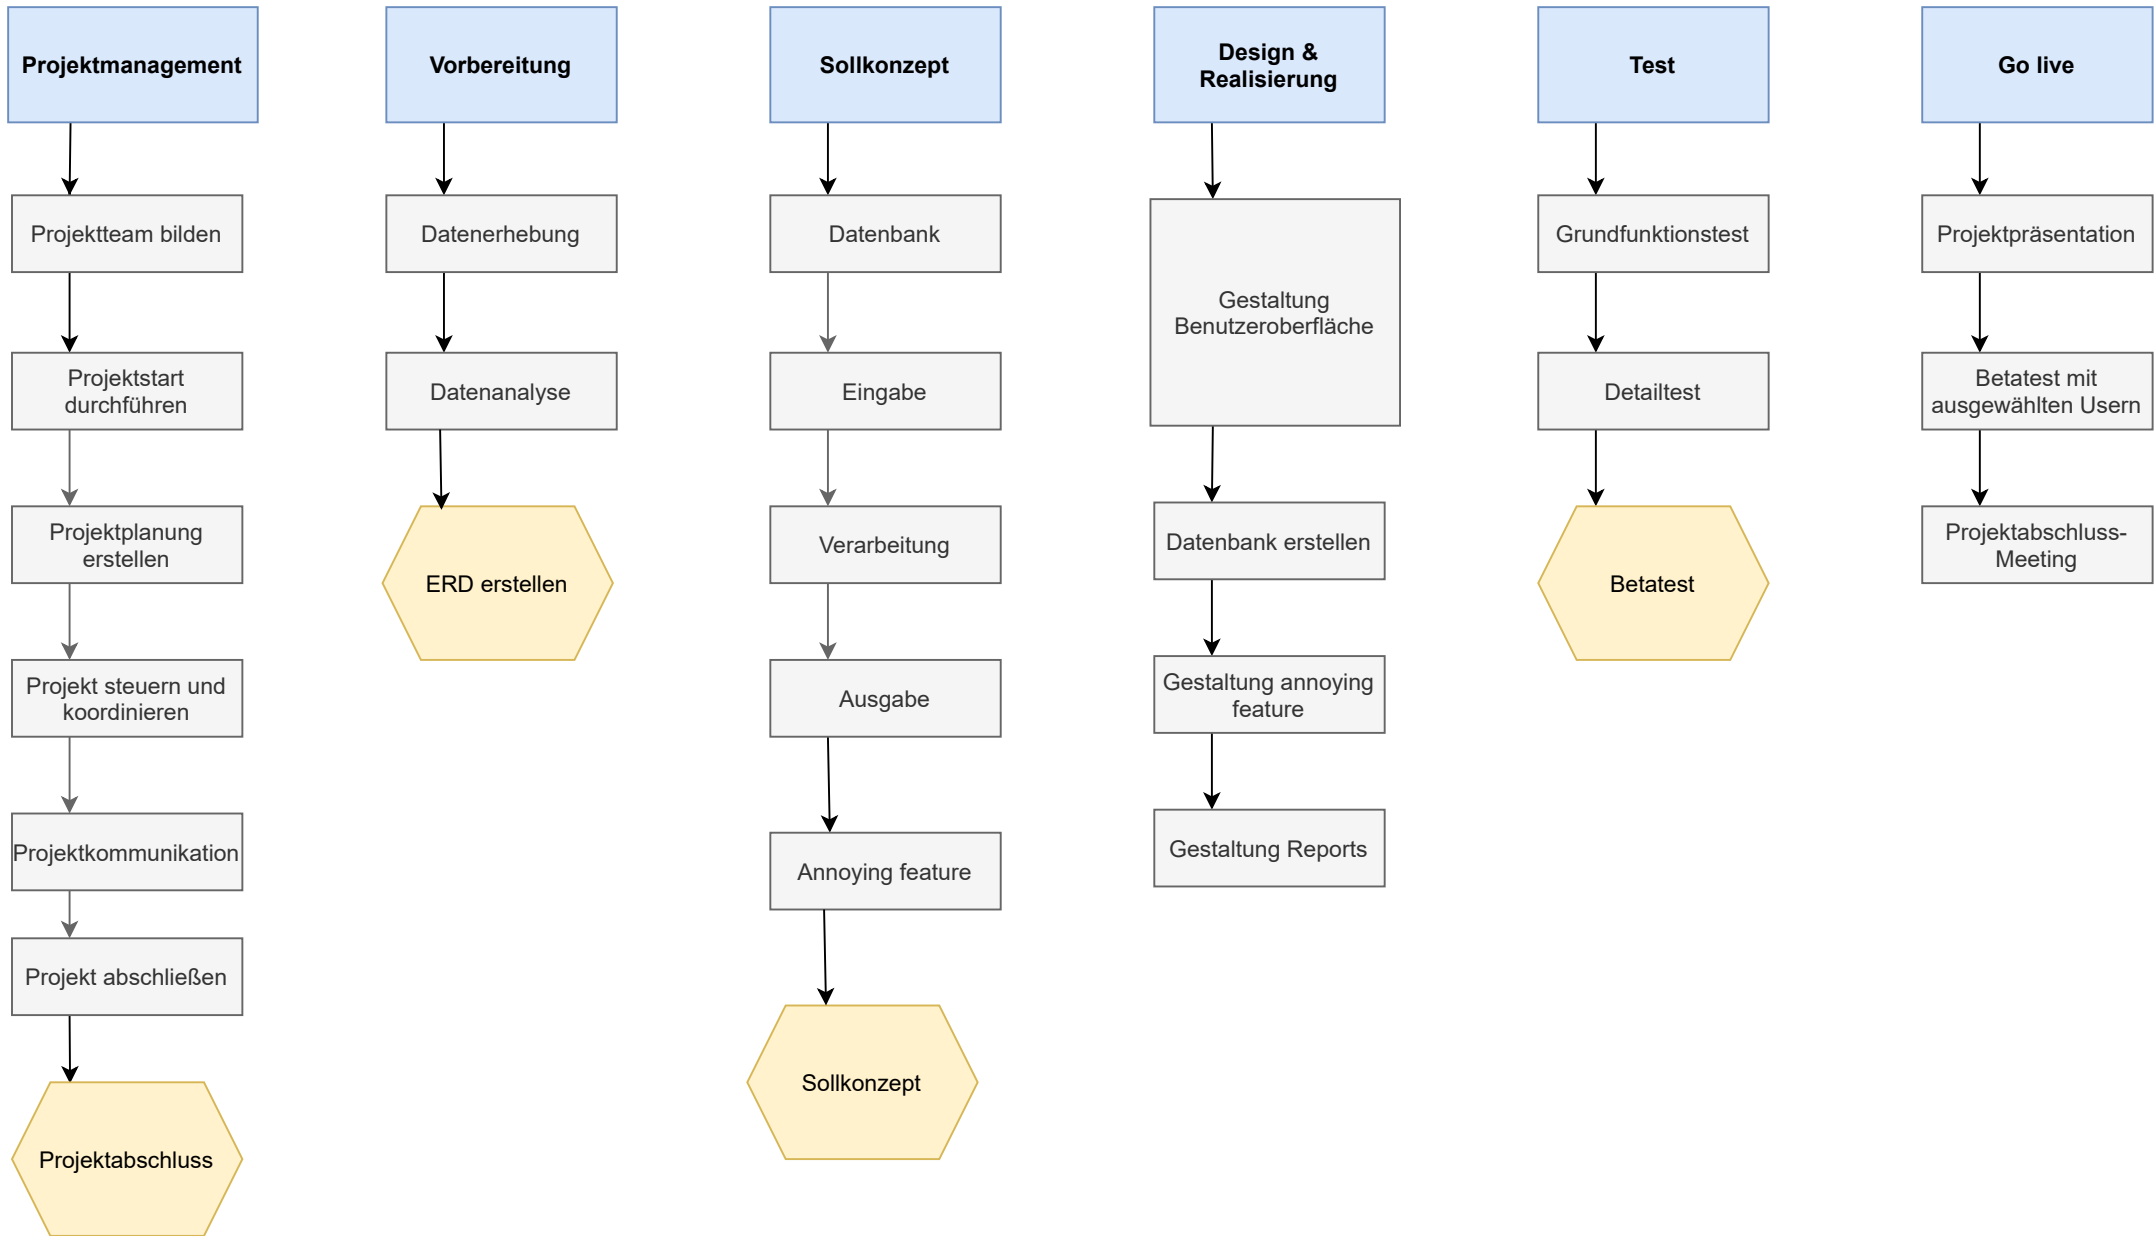 Projektmanagement
Projektteam bilden
Projektstart
durchführen
Projektplanung
erstellen
Projekt steuern und
koordinieren
Projektkommunikation
Projekt abschließen
Projektabschluss
Vorbereitung
Datenerhebung
Datenanalyse
ERD erstellen
Sollkonzept
Datenbank
Eingabe
Verarbeitung
Ausgabe
Annoying feature
Sollkonzept
Design &
Realisierung
Gestaltung
Benutzeroberfläche
Datenbank erstellen
Gestaltung annoying
feature
Gestaltung Reports
Test
Grundfunktionstest
Detailtest
Betatest
Go live
Projektpräsentation
Betatest mit
ausgewählten Usern
Projektabschluss-
Meeting